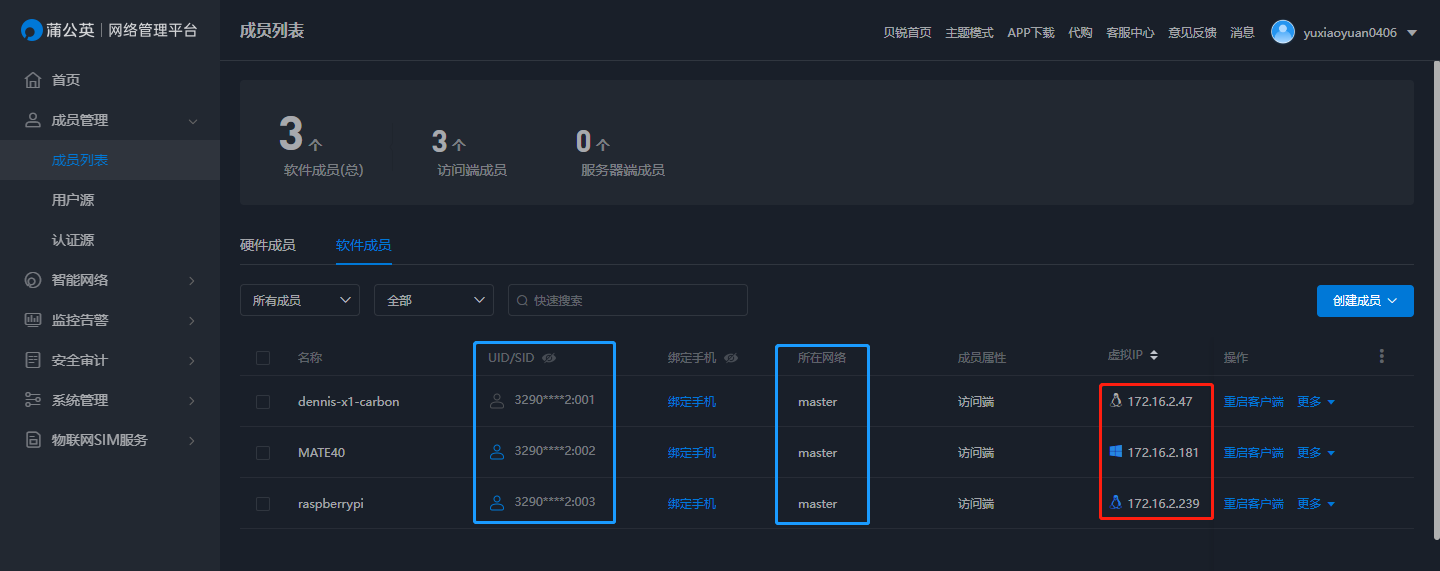 蒲公英 | 网络管理平台
首页
成员管理
成员列表
用户源
认证源
智能网络
监控告警
安全审计
系统管理
物联网SIM服务
成员列表
贝锐首页 主题模式 APP下载 代购 客服中心 意见反馈 消息 yuxiaoyuan0406
3个 3个 0个
软件成员(总) 访问端成员 服务器端成员
硬件成员 软件成员
所有成员 全部 快速搜索 创建成员
名称 UID/SID 绑定手机 所在网络 成员属性 虚拟IP 操作
dennis-x1-carbon 3290****2:001 绑定手机 master 访问端 172.16.2.47 重启客户端 更多
MATE40 3290****2:002 绑定手机 master 访问端 172.16.2.181 重启客户端 更多
raspberrypi 3290****2:003 绑定手机 master 访问端 172.16.2.239 重启客户端 更多